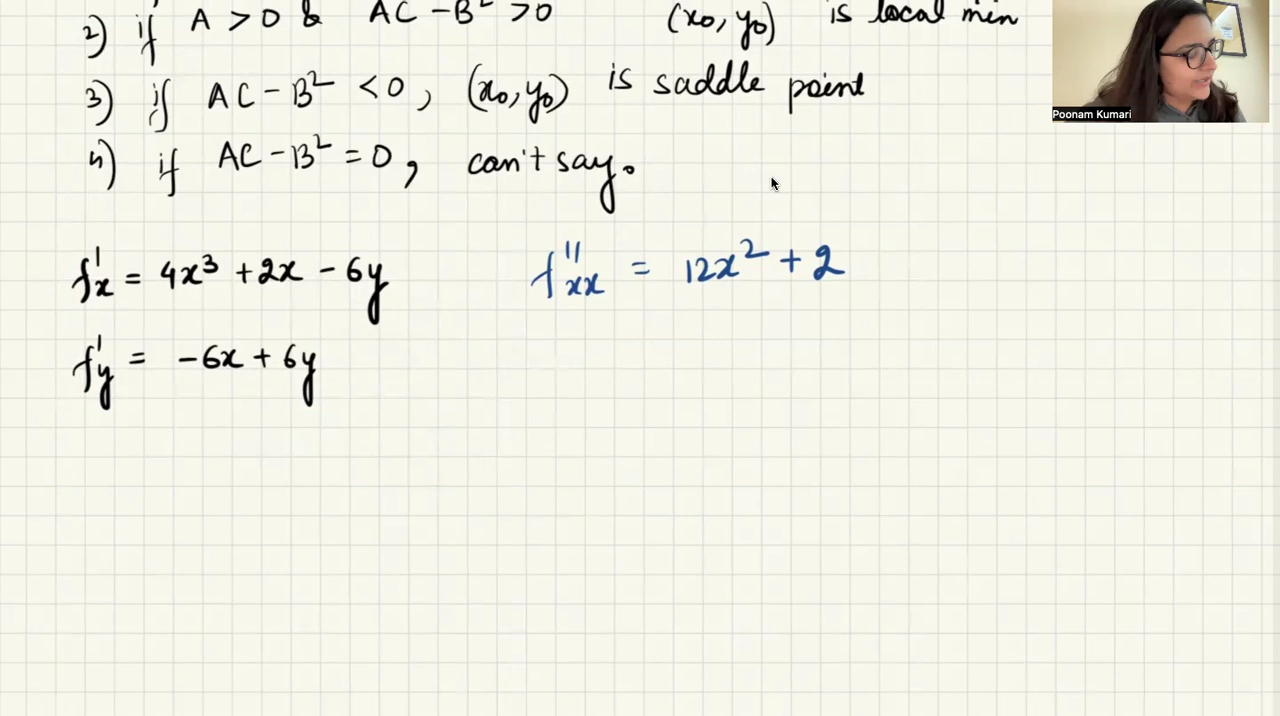 2) if A > 0 & AC - B² > 0 (x₀, y₀) is local min
3) if AC - B² < 0, (x₀, y₀) is saddle point
4) if AC - B² = 0, can't say.
f'ₓ = 4x³ + 2x - 6y
f''ₓₓ = 12x² + 2
f'y = -6x + 6y
Poonam Kumari